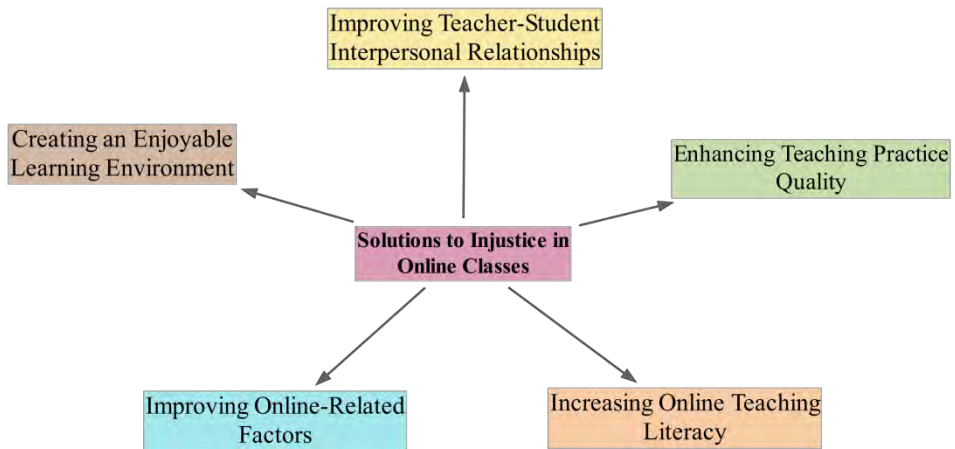 Improving Teacher-Student
Interpersonal Relationships
Creating an Enjoyable
Learning Environment
Enhancing Teaching Practice
Quality
Solutions to Injustice in
Online Classes
Improving Online-Related
Factors
Increasing Online Teaching
Literacy